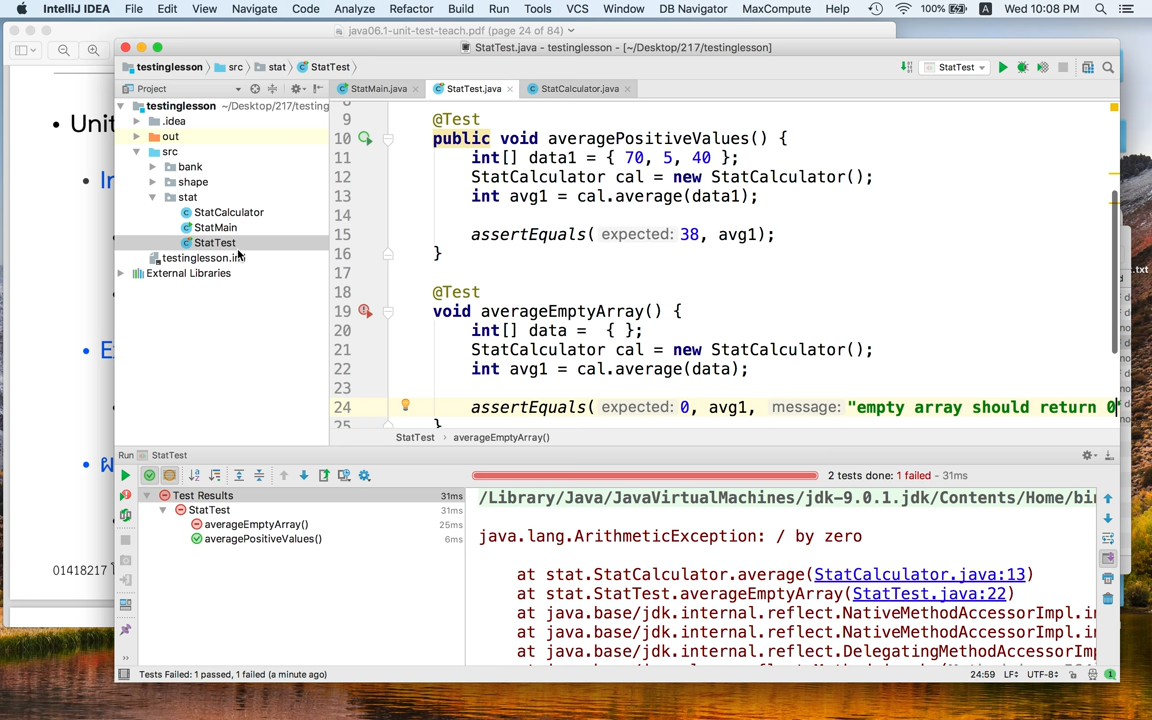 IntelliJ IDEA File Edit View Navigate Code Analyze Refactor Build Run Tools VCS Window DB Navigator MaxCompute Help 100% A Wed 10:08 PM
java06.1-unit-test-teach.pdf (page 24 of 84)
StatTest.java - testinglesson - [~/Desktop/217/testinglesson]
testinglesson src stat StatTest StatTest
Project StatMain.java StatTest.java StatCalculator.java
testinglesson ~/Desktop/217/testing
.idea
out
src
bank
shape
stat
StatCalculator
StatMain
StatTest
testinglesson.iml
External Libraries
8
9 @Test
10 public void averagePositiveValues() {
11 int[] data1 = { 70, 5, 40 };
12 StatCalculator cal = new StatCalculator();
13 int avg1 = cal.average(data1);
14
15 assertEquals( expected: 38, avg1);
16 }
17
18 @Test
19 void averageEmptyArray() {
20 int[] data = { };
21 StatCalculator cal = new StatCalculator();
22 int avg1 = cal.average(data);
23
24 assertEquals( expected: 0, avg1, message: "empty array should return 0"
25 }
StatTest averageEmptyArray()
Unit
.txt
01418217
Run StatTest
2 tests done: 1 failed - 31ms
Test Results 31ms
StatTest 31ms
averageEmptyArray() 25ms
averagePositiveValues() 6ms
/Library/Java/JavaVirtualMachines/jdk-9.0.1.jdk/Contents/Home/bin
java.lang.ArithmeticException: / by zero
at stat.StatCalculator.average(StatCalculator.java:13)
at stat.StatTest.averageEmptyArray(StatTest.java:22)
at java.base/jdk.internal.reflect.NativeMethodAccessorImpl.in
at java.base/jdk.internal.reflect.NativeMethodAccessorImpl.in
at java.base/jdk.internal.reflect.DelegatingMethodAccessorImp
Tests Failed: 1 passed, 1 failed (a minute ago) 24:59 LF÷ UTF-8÷ 1